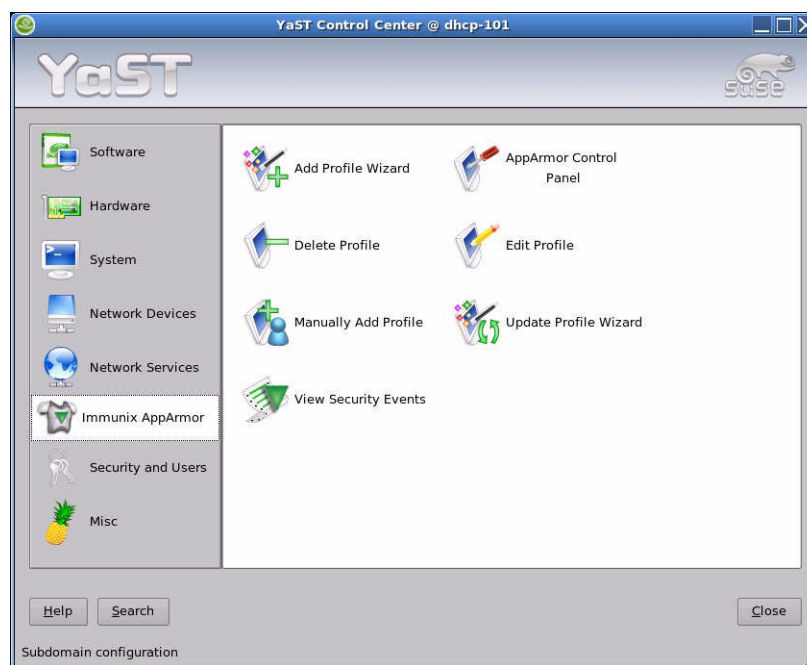 YaST Control Center @ dhcp-101
YaST
suse
Software
Hardware
System
Network Devices
Network Services
Immunix AppArmor
Security and Users
Misc
Add Profile Wizard
AppArmor Control
Panel
Delete Profile
Edit Profile
Manually Add Profile
Update Profile Wizard
View Security Events
Help
Search
Close
Subdomain configuration